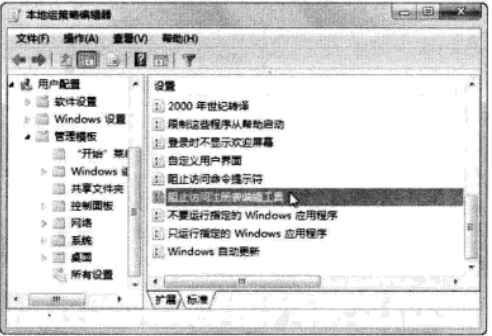 本地组策略编辑器
文件(F) 操作(A) 查看(V) 帮助(H)
用户配置
软件设置
Windows 设置
管理模板
“开始”菜
Windows
共享文件夹
控制面板
网络
系统
桌面
所有设置
设置
2000 年世纪转译
限制这些程序从帮助启动
登录时不显示欢迎屏幕
自定义用户界面
阻止访问命令提示符
阻止访问注册表编辑工具
不要运行指定的 Windows 应用程序
只运行指定的 Windows 应用程序
Windows 自动更新
扩展 标准